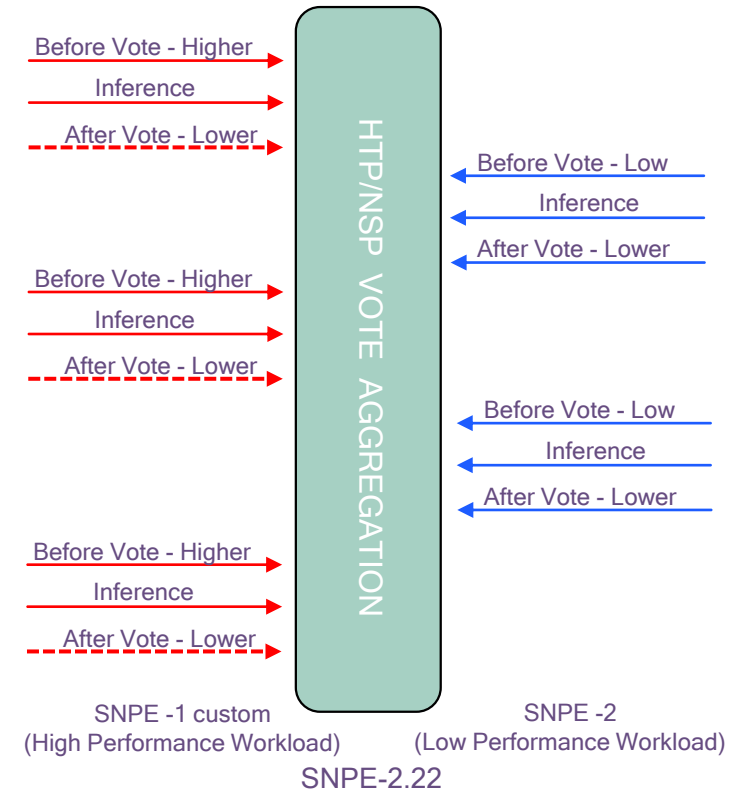 Before Vote - Higher
Inference
After Vote - Lower
Before Vote - Low
Inference
After Vote - Lower
Before Vote - Higher
Inference
After Vote - Lower
Before Vote - Low
Inference
After Vote - Lower
Before Vote - Higher
Inference
After Vote - Lower
HTP/NSP VOTE AGGREGATION
SNPE -1 custom
(High Performance Workload)
SNPE -2
(Low Performance Workload)
SNPE-2.22